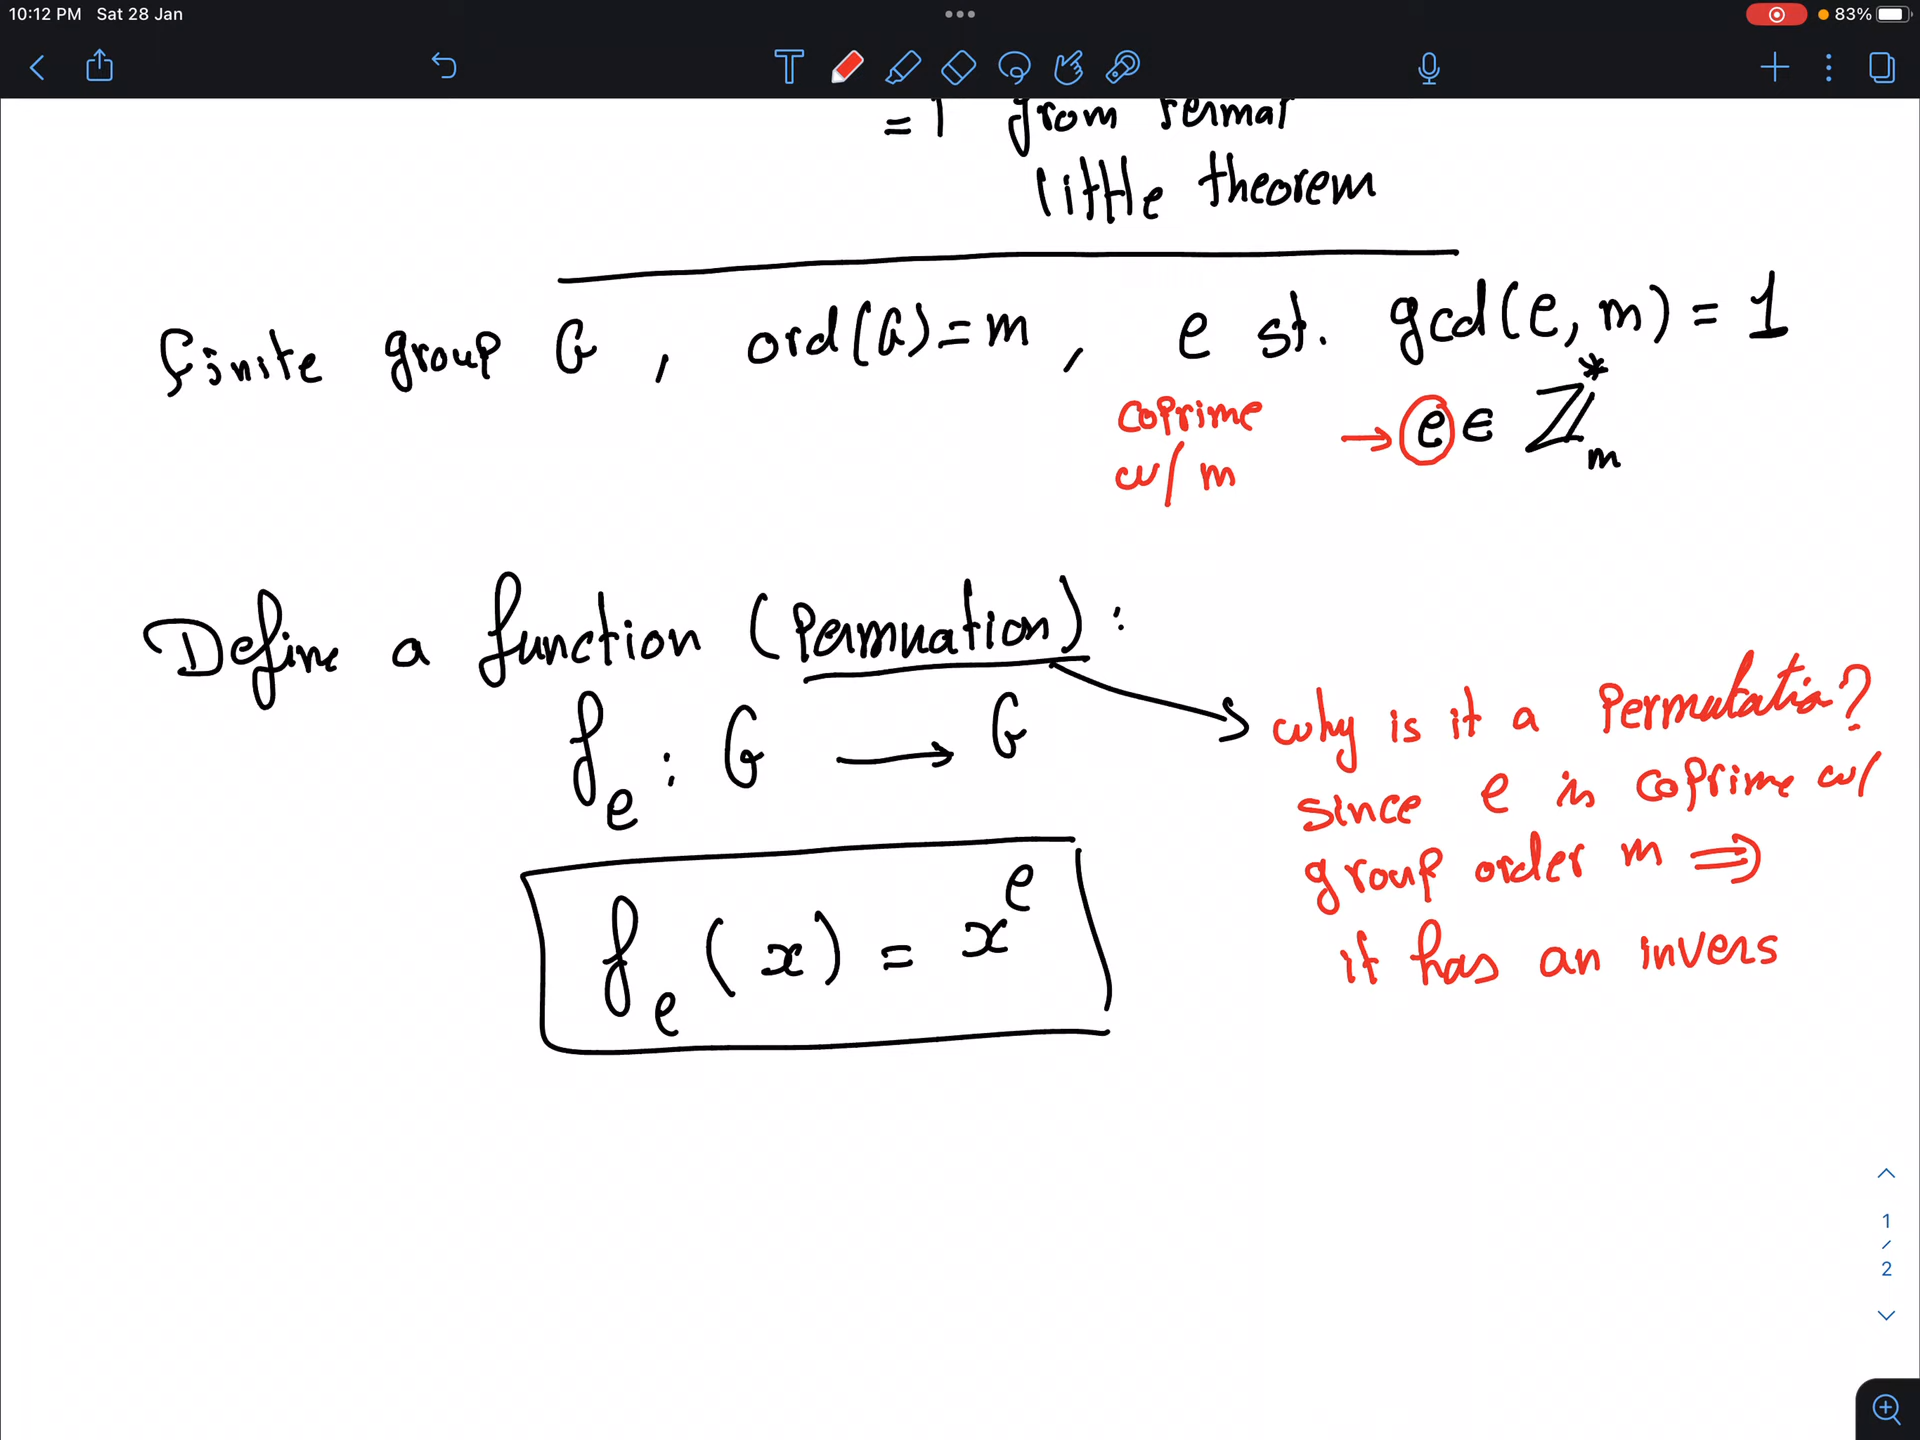 10:12 PM Sat 28 Jan
83%
= 1 from fermat
little theorem
finite group G , ord(G)=m , e st. gcd(e, m) = 1
coprime → e ∈ ℤ*m
w/ m
Define a function (Permuation) :
fe : G → G
why is it a Permutation?
since e is coprime w/
group order m ⇒
it has an invers
fe (x) = x^e
1
/
2